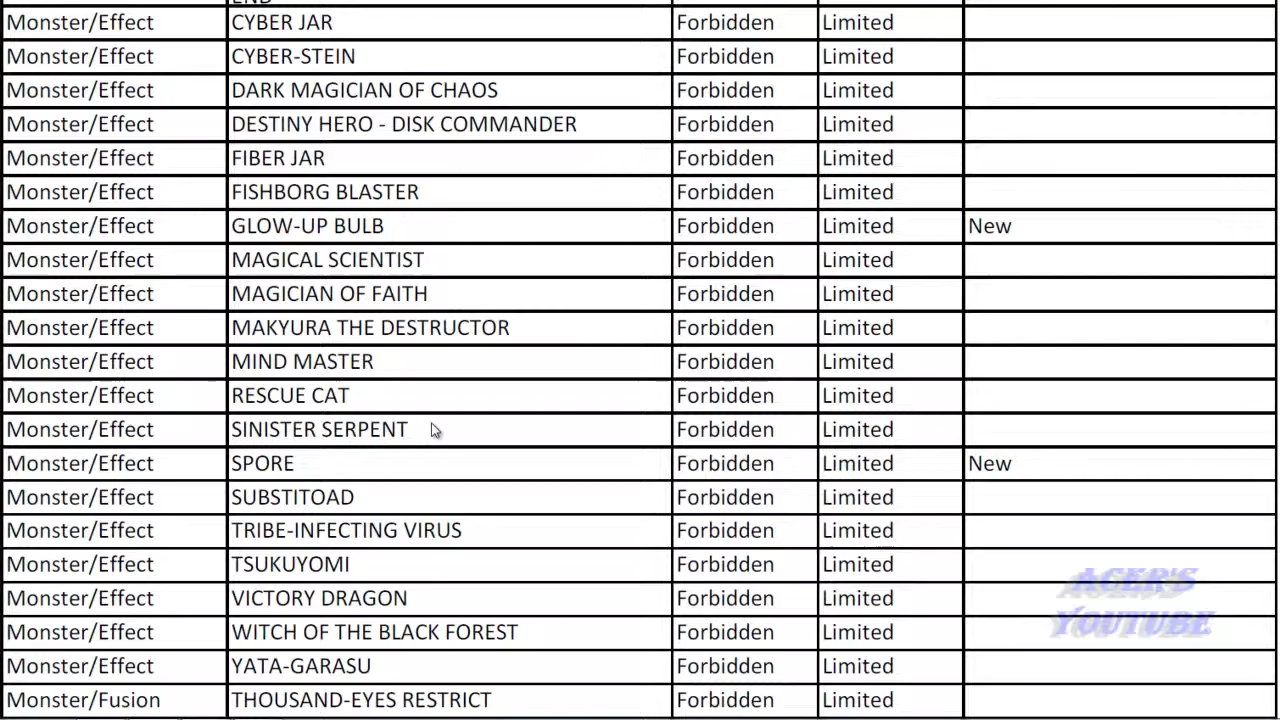 END
Monster/Effect CYBER JAR Forbidden Limited
Monster/Effect CYBER-STEIN Forbidden Limited
Monster/Effect DARK MAGICIAN OF CHAOS Forbidden Limited
Monster/Effect DESTINY HERO - DISK COMMANDER Forbidden Limited
Monster/Effect FIBER JAR Forbidden Limited
Monster/Effect FISHBORG BLASTER Forbidden Limited
Monster/Effect GLOW-UP BULB Forbidden Limited New
Monster/Effect MAGICAL SCIENTIST Forbidden Limited
Monster/Effect MAGICIAN OF FAITH Forbidden Limited
Monster/Effect MAKYURA THE DESTRUCTOR Forbidden Limited
Monster/Effect MIND MASTER Forbidden Limited
Monster/Effect RESCUE CAT Forbidden Limited
Monster/Effect SINISTER SERPENT Forbidden Limited
Monster/Effect SPORE Forbidden Limited New
Monster/Effect SUBSTITOAD Forbidden Limited
Monster/Effect TRIBE-INFECTING VIRUS Forbidden Limited
Monster/Effect TSUKUYOMI Forbidden Limited
Monster/Effect VICTORY DRAGON Forbidden Limited
Monster/Effect WITCH OF THE BLACK FOREST Forbidden Limited
Monster/Effect YATA-GARASU Forbidden Limited
Monster/Fusion THOUSAND-EYES RESTRICT Forbidden Limited
ACER'S
YOUTUBE